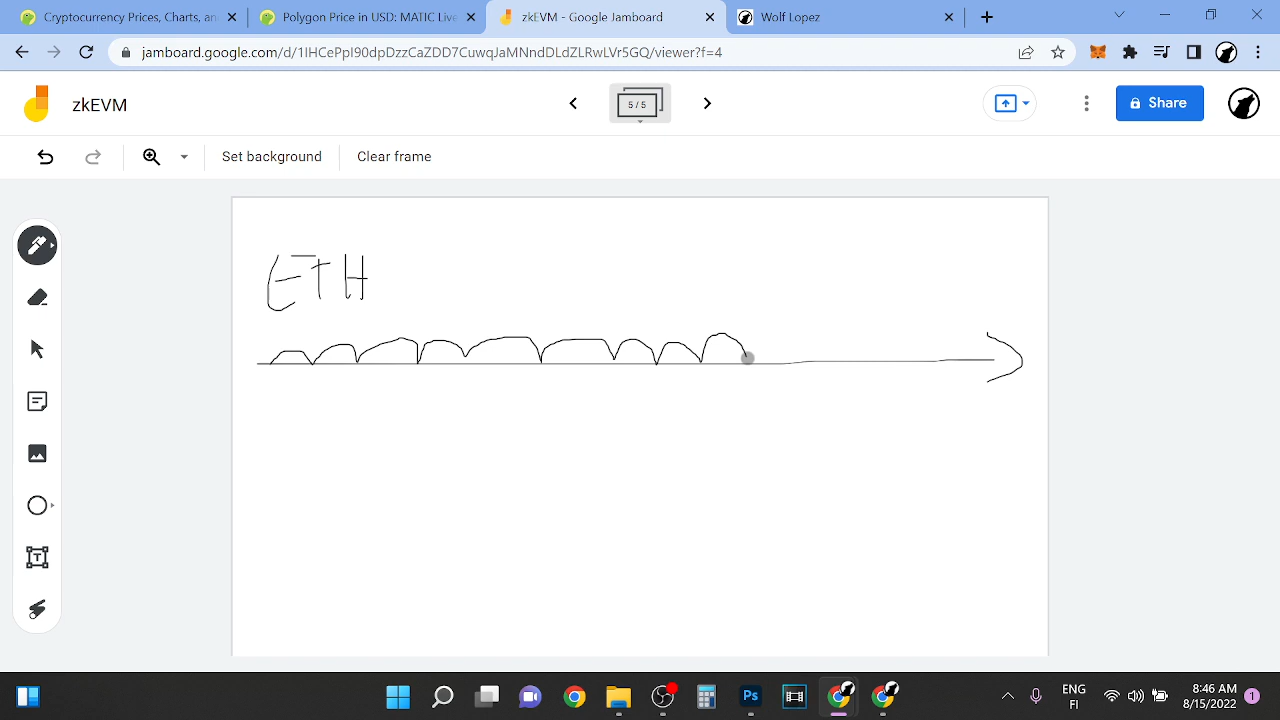 Cryptocurrency Prices, Charts, an
Polygon Price in USD: MATIC Live
zkEVM - Google Jamboard
Wolf Lopez
jamboard.google.com/d/1IHCePpI90dpDzzCaZDD7CuwqJaMNndDLdZLRwLVr5GQ/viewer?f=4
zkEVM
5 / 5
Share
Set background
Clear frame
ETH
T
Ps
ENG
FI
8:46 AM
8/15/2022
1